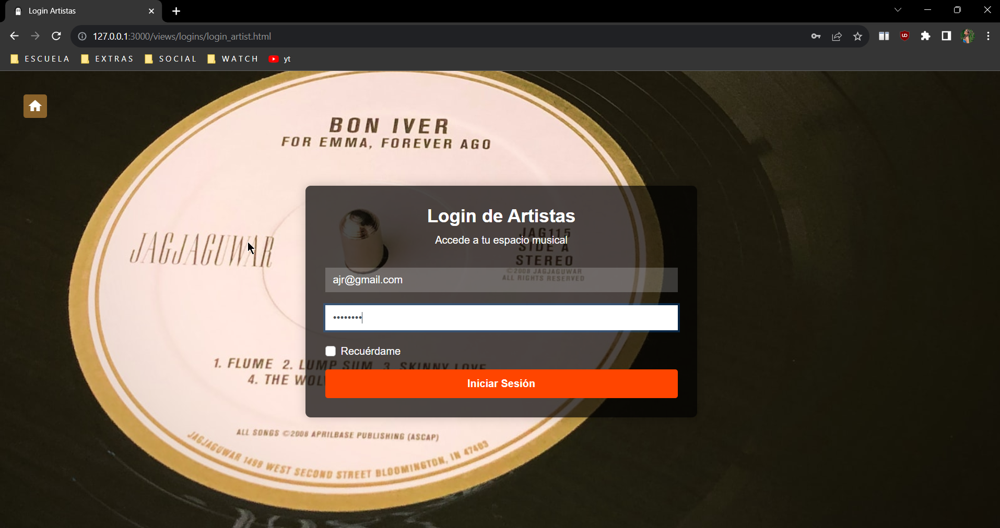 Login Artistas
127.0.0.1:3000/views/logins/login_artist.html
ESCUELA EXTRAS SOCIAL WATCH yt
BON IVER
FOR EMMA, FOREVER AGO
JAGJAGUWAR
Login de Artistas
Accede a tu espacio musical
JAG115
SIDE A
STEREO
©2008 JAGJAGUWAR
ALL RIGHTS RESERVED
ajr@gmail.com
••••••••
Recuérdame
1. FLUME 2. LUMP SUM 3. SKINNY LOVE
4. THE
Iniciar Sesión
ALL SONGS ©2008 APRILBASE PUBLISHING (ASCAP)
JAGJAGUWAR 1499 WEST SECOND STREET BLOOMINGTON, IN 47403